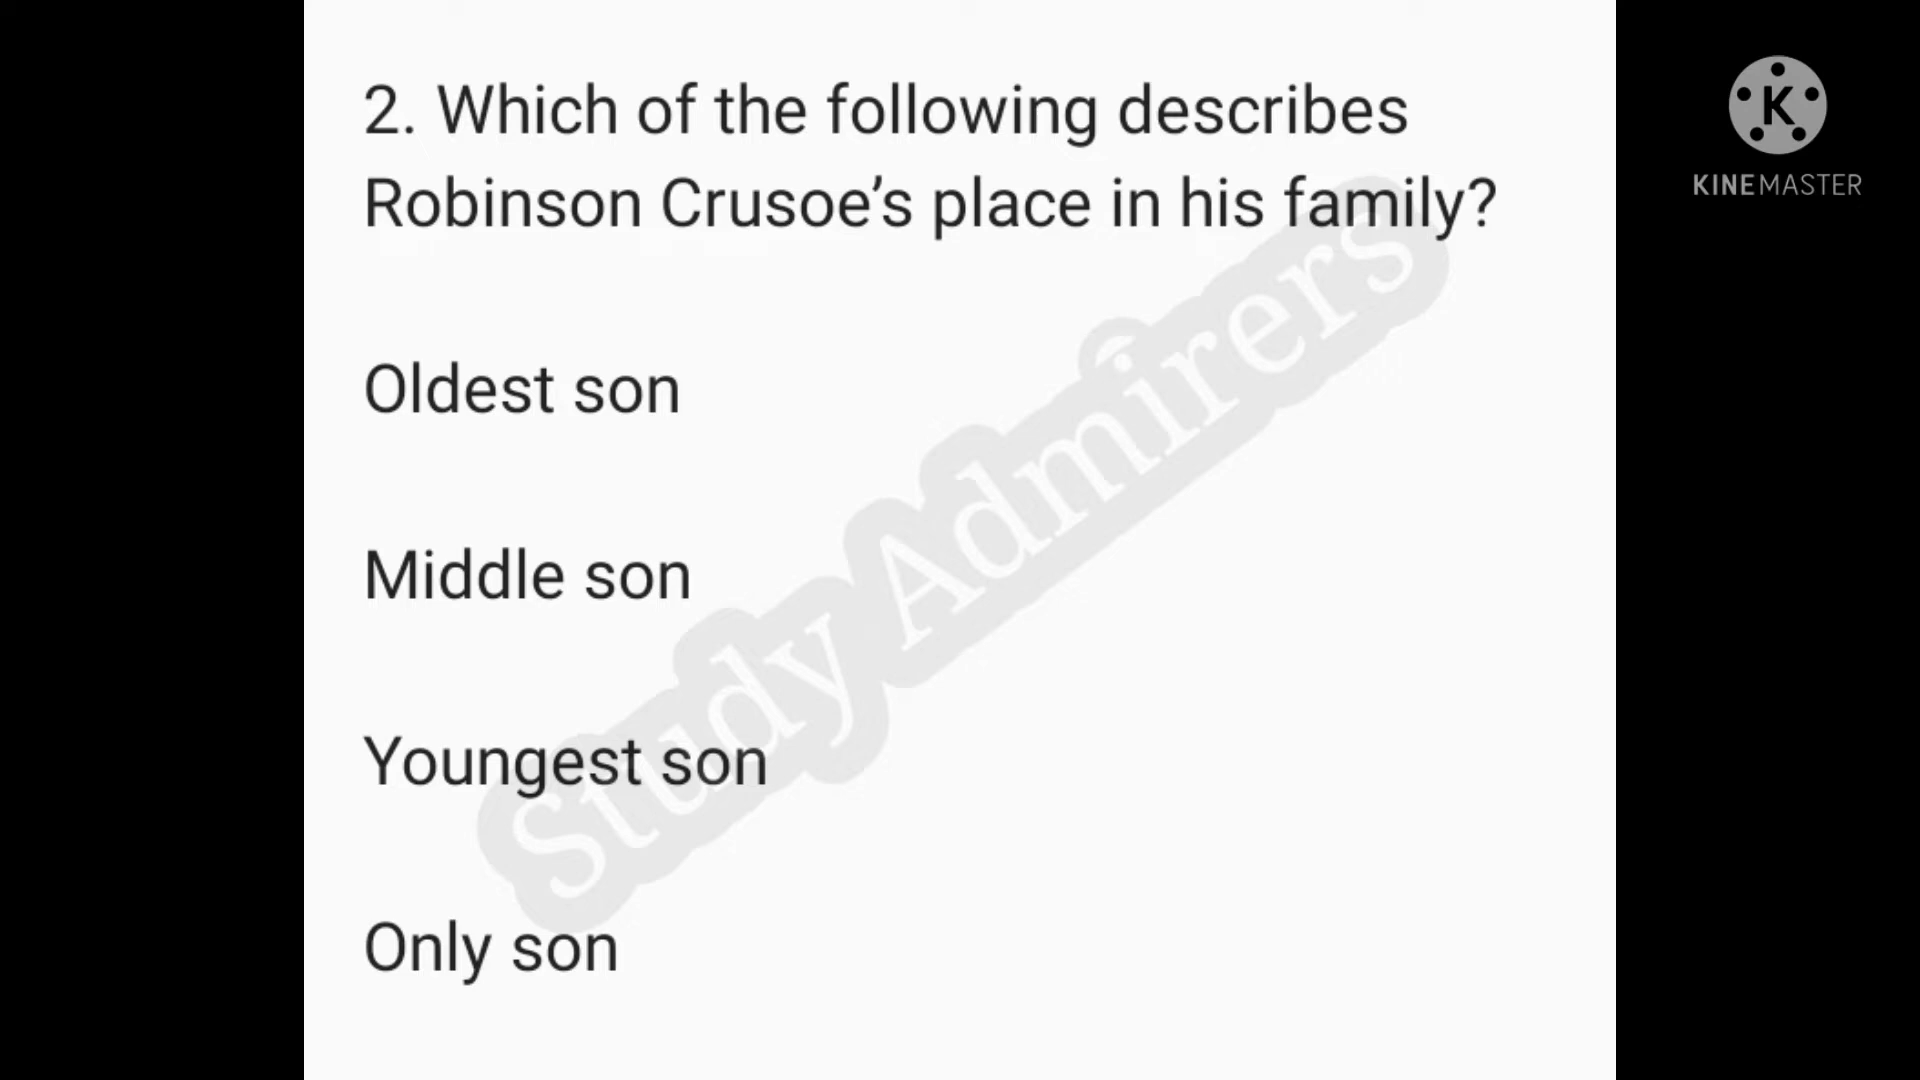 2. Which of the following describes
Robinson Crusoe’s place in his family?
Oldest son
Middle son
Youngest son
Only son
Study Admirers
K
KINEMASTER